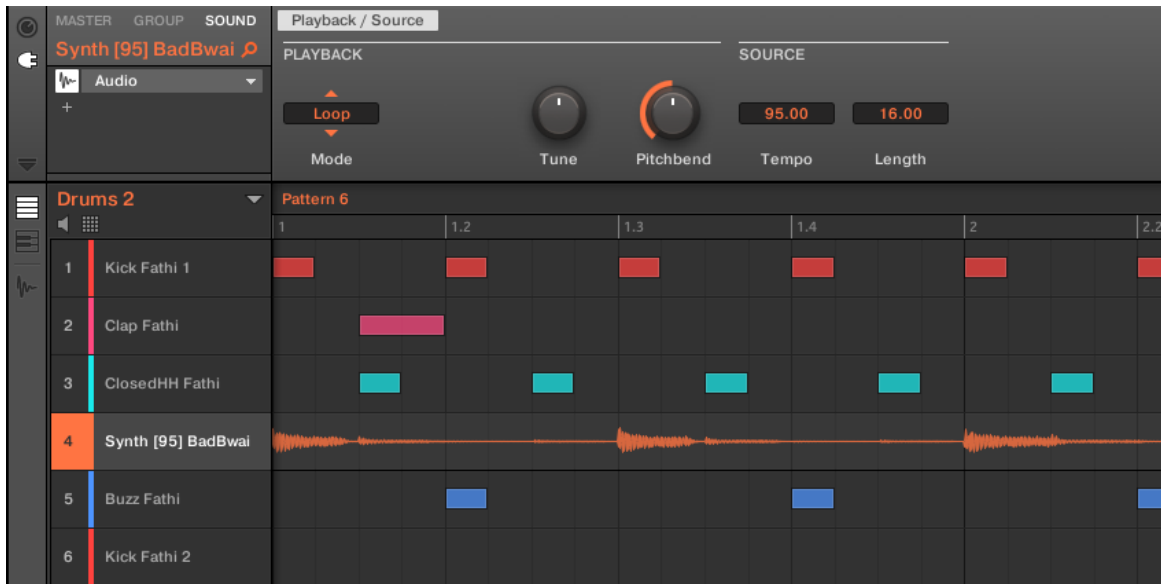 MASTER GROUP SOUND Playback / Source
Synth [95] BadBwai
PLAYBACK SOURCE
Audio
+
Loop 95.00 16.00
Mode Tune Pitchbend Tempo Length
Drums 2 Pattern 6
1 1.2 1.3 1.4 2 2.2
1 Kick Fathi 1
2 Clap Fathi
3 ClosedHH Fathi
4 Synth [95] BadBwai
5 Buzz Fathi
6 Kick Fathi 2